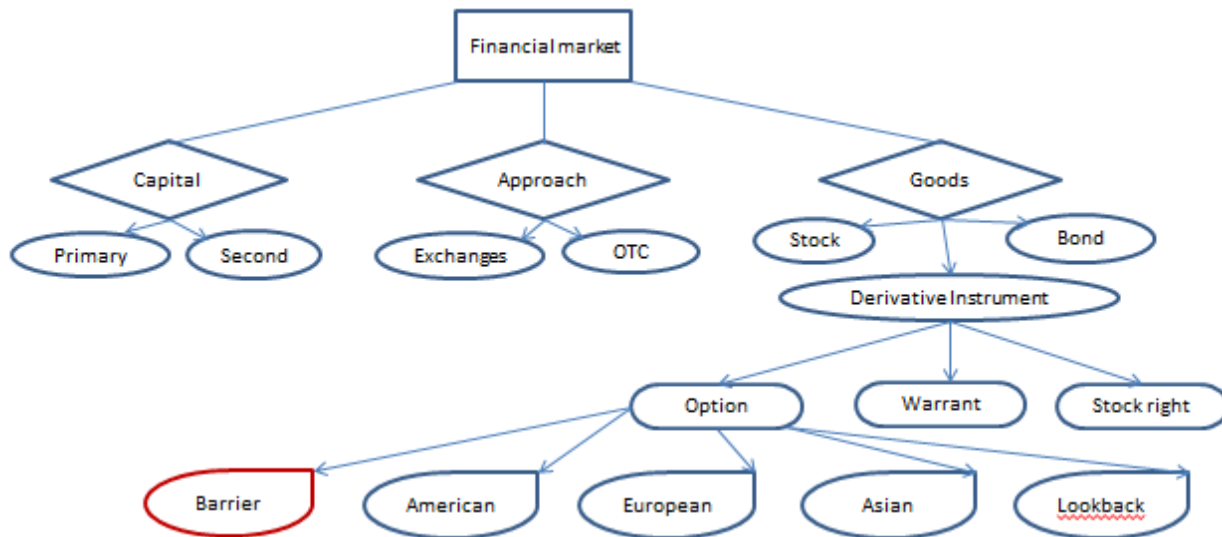 Financial market
Capital
Approach
Goods
Primary
Second
Exchanges
OTC
Stock
Bond
Derivative Instrument
Option
Warrant
Stock right
Barrier
American
European
Asian
Lookback